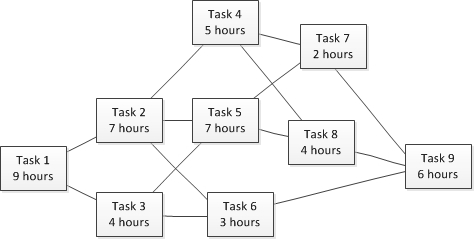 Task 4
5 hours
Task 7
2 hours
Task 2
7 hours
Task 5
7 hours
Task 8
4 hours
Task 1
9 hours
Task 9
6 hours
Task 3
4 hours
Task 6
3 hours